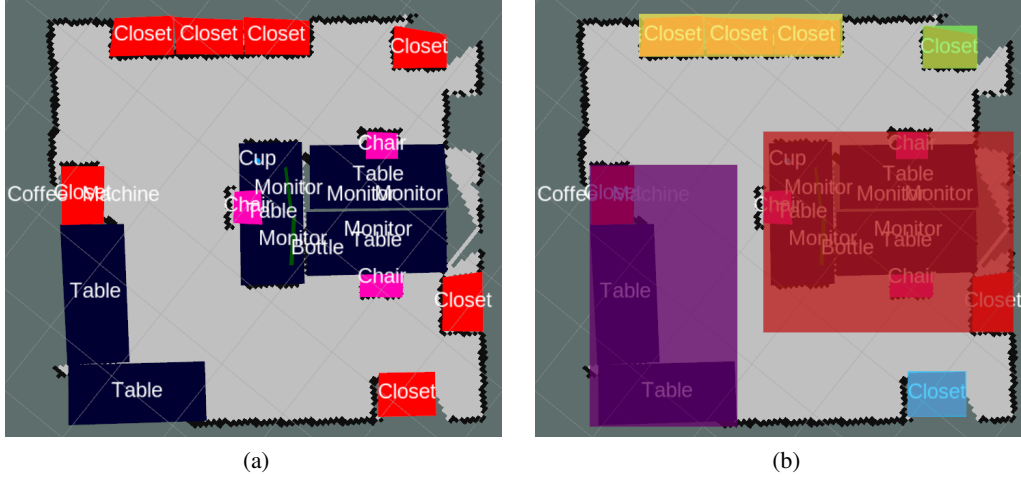 Closet Closet Closet
Closet
Chair
Cup
Table
Monitor
Monitor
Monitor
Coffee Machine
Closet
Chair
Table
Monitor
Monitor
Table
Bottle
Chair
Table
Closet
Table
Closet
(a)
Closet Closet Closet
Closet
Chair
Cup
Table
Monitor
Monitor
Monitor
Coffee Machine
Closet
Chair
Table
Monitor
Monitor
Table
Bottle
Chair
Table
Closet
Table
Closet
(b)